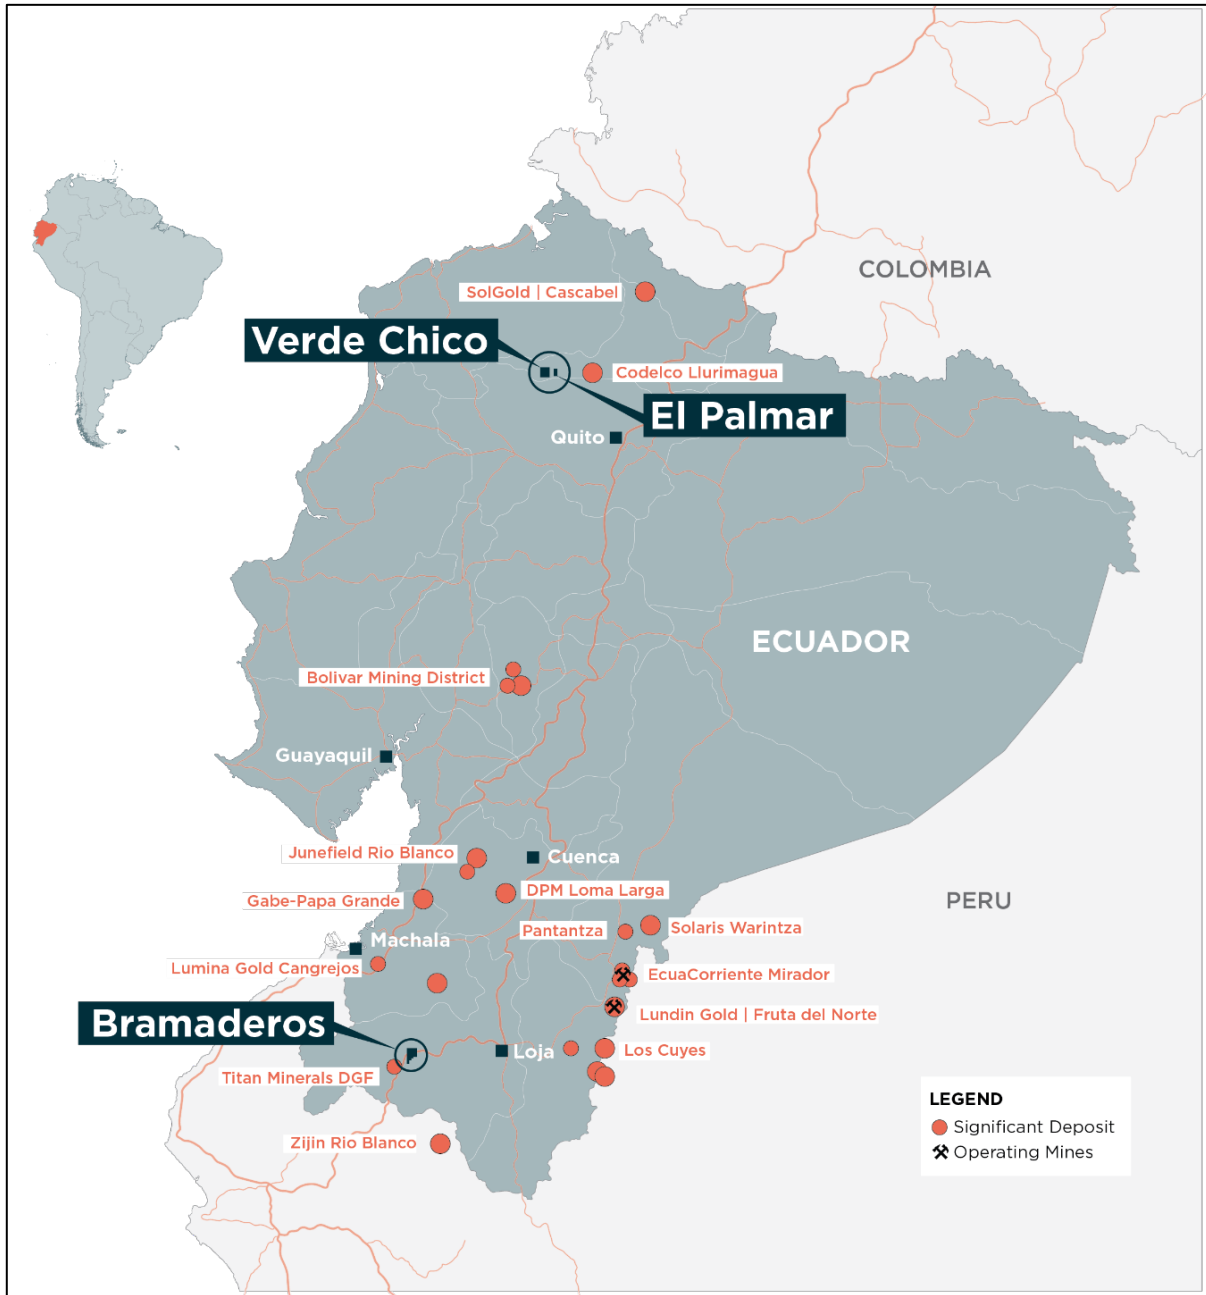 COLOMBIA
SolGold | Cascabel
Verde Chico
Codelco Llurimagua
El Palmar
Quito
ECUADOR
Bolivar Mining District
Guayaquil
Junefield Rio Blanco
Cuenca
DPM Loma Larga
Gabe-Papa Grande
PERU
Pantantza
Solaris Warintza
Machala
Lumina Gold Cangrejos
EcuaCorriente Mirador
Lundin Gold | Fruta del Norte
Bramaderos
Loja
Los Cuyes
Titan Minerals DGF
Zijin Rio Blanco
LEGEND
Significant Deposit
Operating Mines